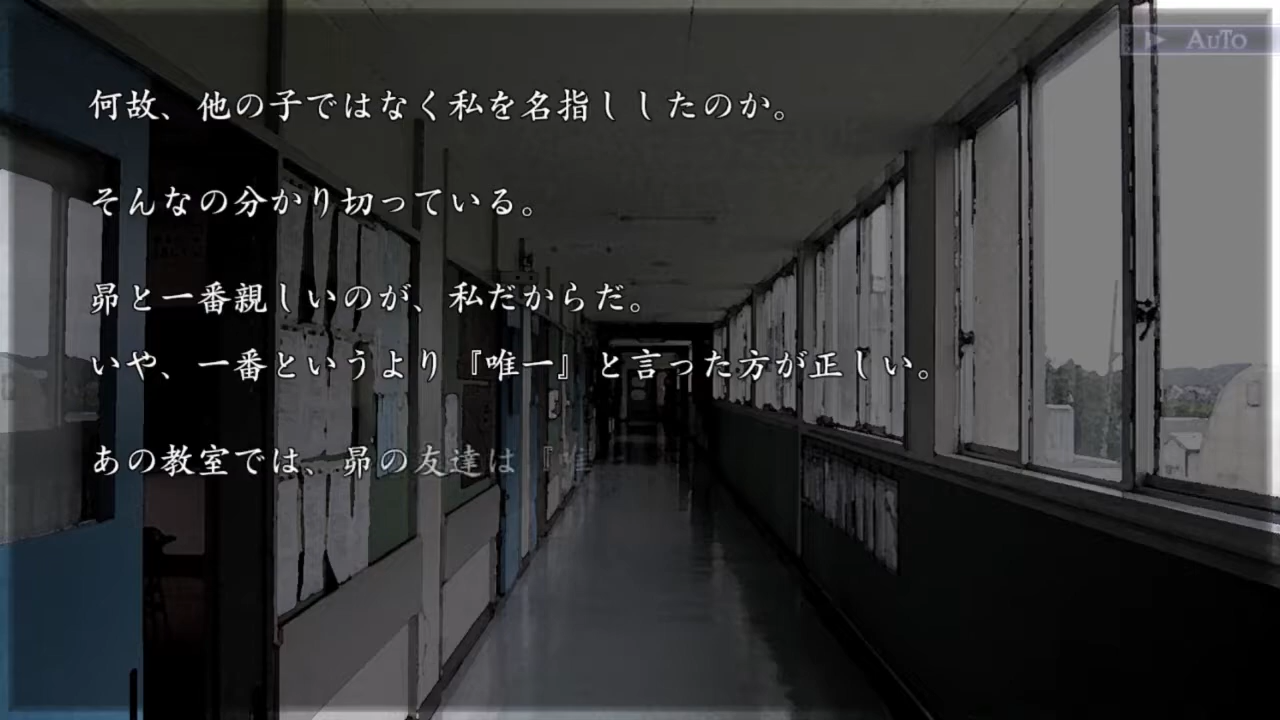 AUTO
何故、他の子ではなく私を名指ししたのか。
そんなの分かり切っている。
昴と一番親しいのが、私だからだ。
いや、一番というより『唯一』と言った方が正しい。
あの教室では、昴の友達は『唯